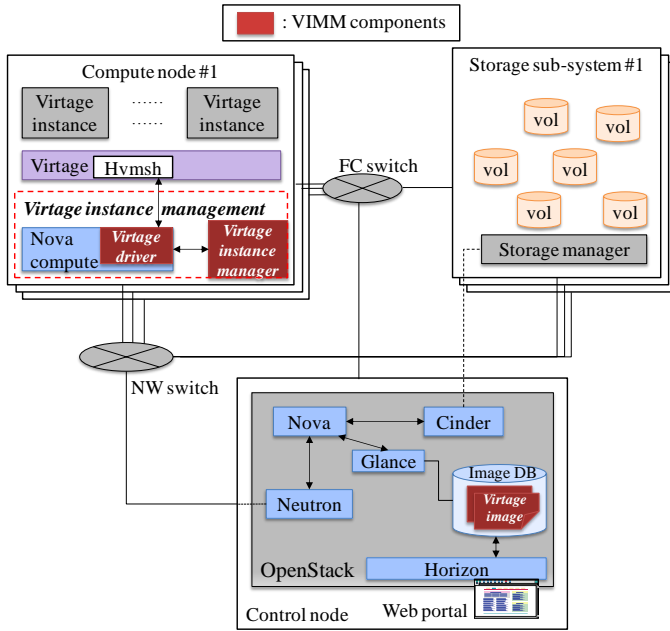 : VIMM components
Compute node #1
Virtage
instance
......
......
Virtage
instance
Virtage
Hvmsh
Virtage instance management
Nova
compute
Virtage
driver
Virtage
instance
manager
FC switch
Storage sub-system #1
vol
vol
vol
vol
vol
vol
Storage manager
NW switch
Nova
Cinder
Glance
Image DB
Virtage
image
Neutron
OpenStack
Horizon
Control node
Web portal